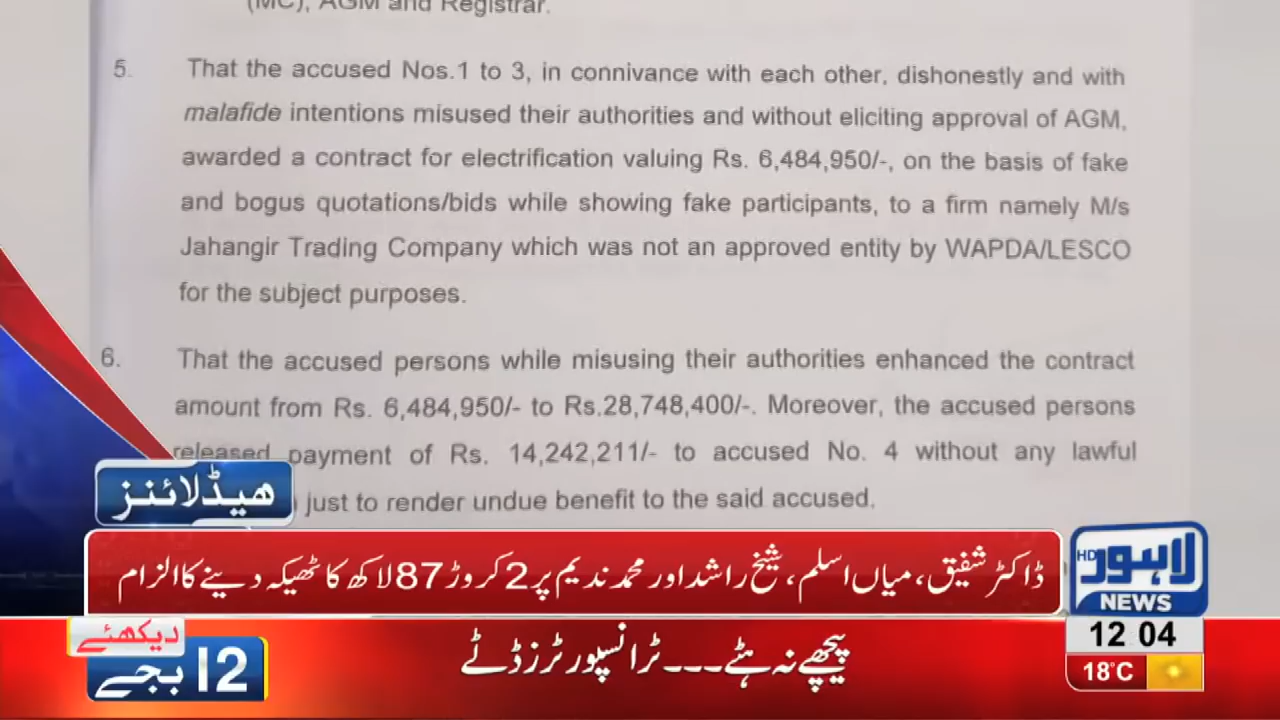 (MC), AGM and Registrar.
5. That the accused Nos.1 to 3, in connivance with each other, dishonestly and with
malafide intentions misused their authorities and without eliciting approval of AGM,
awarded a contract for electrification valuing Rs. 6,484,950/-, on the basis of fake
and bogus quotations/bids while showing fake participants, to a firm namely M/s
Jahangir Trading Company which was not an approved entity by WAPDA/LESCO
for the subject purposes.
6. That the accused persons while misusing their authorities enhanced the contract
amount from Rs. 6,484,950/- to Rs.28,748,400/-. Moreover, the accused persons
released payment of Rs. 14,242,211/- to accused No. 4 without any lawful
just to render undue benefit to the said accused.
ہیڈلائنز
ڈاکٹر شفیق، میاں اسلم، شیخ راشد اور محمد ندیم پر 2 کروڑ 87 لاکھ کا ٹھیکہ دینے کا الزام
لاہور HD
NEWS
12 04
18°C
دیکھئے
12 بجے
پیچھے نہ ہٹے۔۔۔ ٹرانسپورٹرز ڈٹے